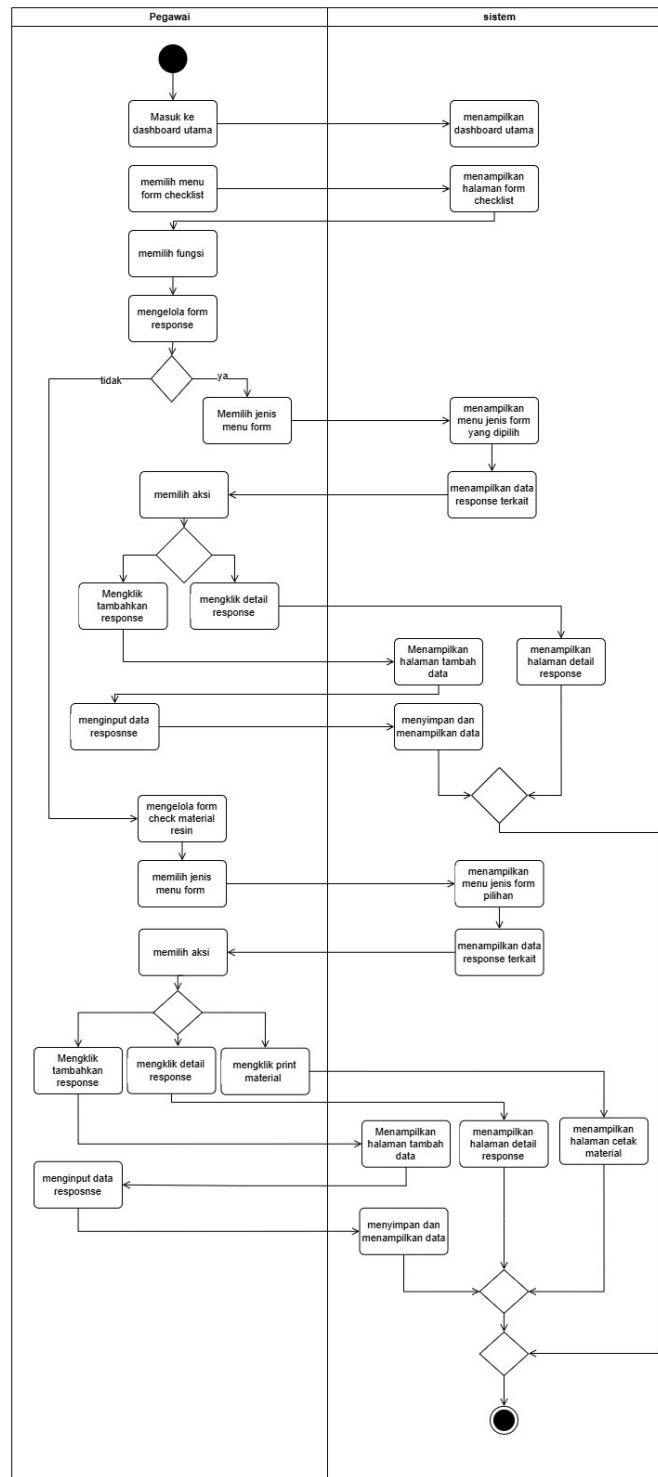 Pegawai
sistem
Masuk ke
dashboard utama
menampilkan
dashboard utama
memilih menu
form checklist
menampilkan
halaman form
checklist
memilih fungsi
mengelola form
response
tidak
ya
Memilih jenis
menu form
menampilkan
menu jenis form
yang dipilih
memilih aksi
menampilkan data
response terkait
Mengklik
tambahkan
response
mengklik detail
response
Menampilkan
halaman tambah
data
menampilkan
halaman detail
response
menginput data
resposnse
menyimpan dan
menampilkan data
mengelola form
check material
resin
memilih jenis
menu form
menampilkan
menu jenis form
pilihan
memilih aksi
menampilkan data
response terkait
Mengklik
tambahkan
response
mengklik detail
response
mengklik print
material
Menampilkan
halaman tambah
data
menampilkan
halaman detail
response
menampilkan
halaman cetak
material
menginput data
resposnse
menyimpan dan
menampilkan data